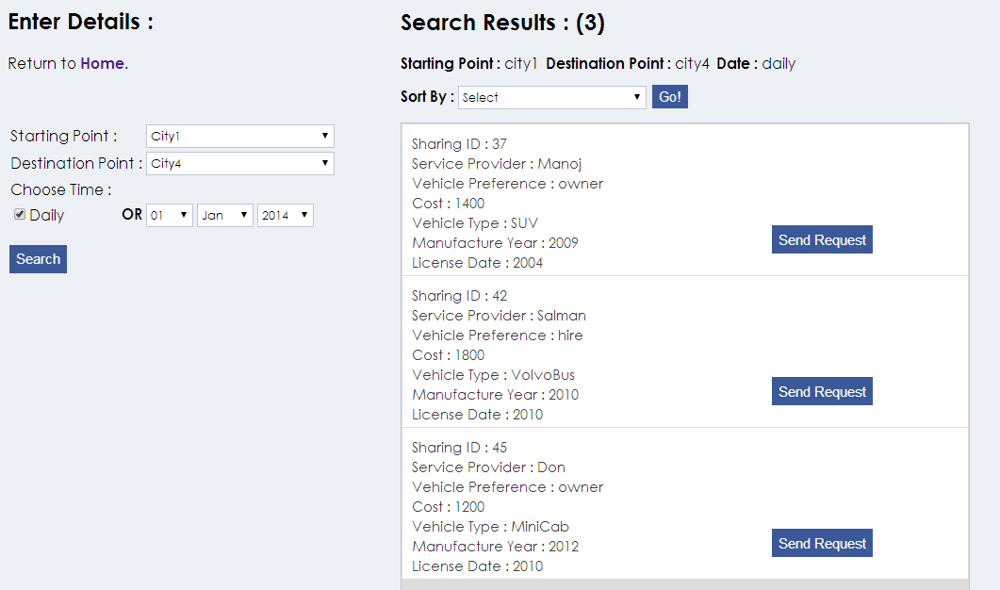 Enter Details :
Return to Home.
Starting Point : City1
Destination Point : City4
Choose Time :
Daily OR 01 Jan 2014
Search
Search Results : (3)
Starting Point : city1 Destination Point : city4 Date : daily
Sort By : Select Go!
Sharing ID : 37
Service Provider : Manoj
Vehicle Preference : owner
Cost : 1400
Vehicle Type : SUV
Manufacture Year : 2009
License Date : 2004
Send Request
Sharing ID : 42
Service Provider : Salman
Vehicle Preference : hire
Cost : 1800
Vehicle Type : VolvoBus
Manufacture Year : 2010
License Date : 2010
Send Request
Sharing ID : 45
Service Provider : Don
Vehicle Preference : owner
Cost : 1200
Vehicle Type : MiniCab
Manufacture Year : 2012
License Date : 2010
Send Request